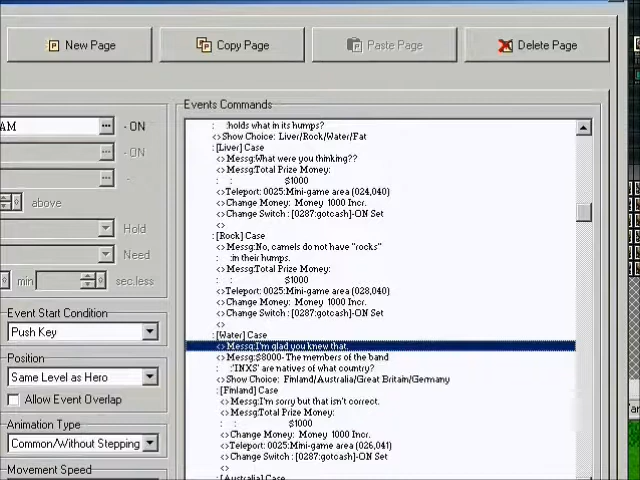 New Page
Copy Page
Paste Page
Delete Page
Events Commands
AM
- ON
- ON
-
above
Hold
Need
min
sec.less
Event Start Condition
Push Key
Position
Same Level as Hero
Allow Event Overlap
Animation Type
Common/Without Stepping
Movement Speed
: :holds what in its humps?
<>Show Choice: Liver/Rock/Water/Fat
: [Liver] Case
<>Messg:What were you thinking??
<>Messg:Total Prize Money:
: : $1000
<>Teleport: 0025:Mini-game area (024,040)
<>Change Money: Money 1000 Incr.
<>Change Switch : [0287:gotcash]-ON Set
<>
: [Rock] Case
<>Messg:No, camels do not have "rocks"
: :in their humps.
<>Messg:Total Prize Money:
: : $1000
<>Teleport: 0025:Mini-game area (028,040)
<>Change Money: Money 1000 Incr.
<>Change Switch : [0287:gotcash]-ON Set
<>
: [Water] Case
<>Messg:I'm glad you knew that.
<>Messg:$8000- The members of the band
: :'INXS' are natives of what country?
<>Show Choice: Finland/Australia/Great Britain/Germany
: [Finland] Case
<>Messg:I'm sorry but that isn't correct.
<>Messg:Total Prize Money:
: : $1000
<>Change Money: Money 1000 Incr.
<>Teleport: 0025:Mini-game area (026,041)
<>Change Switch : [0287:gotcash]-ON Set
<>
: [Australia] Case